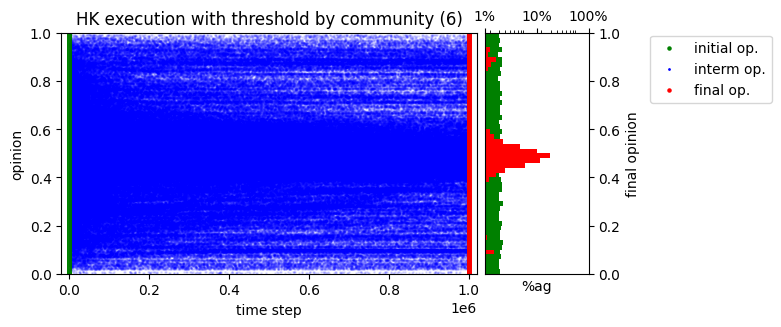 HK execution with threshold by community (6)
1% 10% 100%
initial op.
interm op.
final op.
1.0 1.0
0.8 0.8
0.6 0.6
0.4 0.4
0.2 0.2
0.0 0.0
opinion
final opinion
0.0 0.2 0.4 0.6 0.8 1.0
%ag
1e6
time step